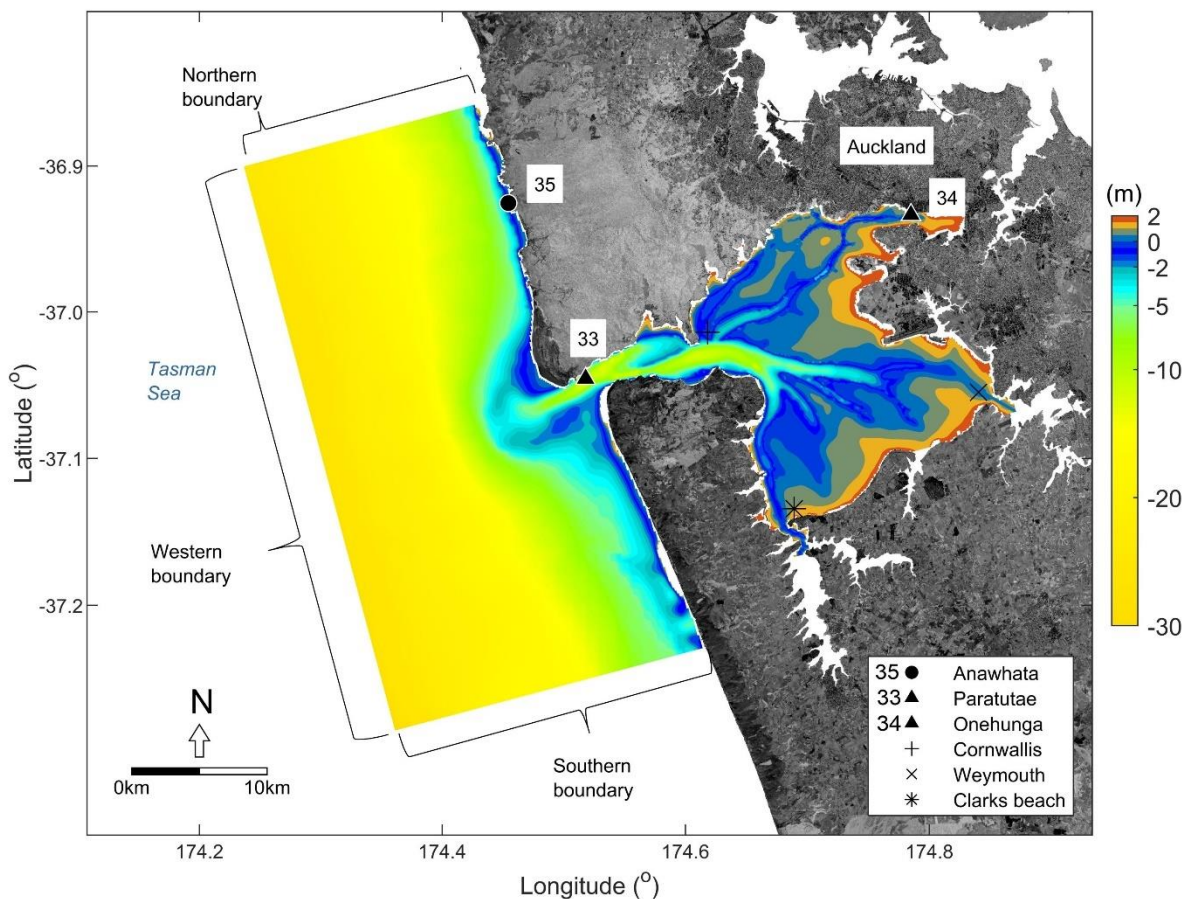 Northern
boundary
Auckland
35
34
33
Tasman
Sea
Western
boundary
Southern
boundary
N
0km 10km
35 Anawhata
33 Paratutae
34 Onehunga
Cornwallis
Weymouth
Clarks beach
(m)
2
0
-2
-5
-10
-20
-30
-36.9
-37.0
-37.1
-37.2
Latitude (o)
174.2 174.4 174.6 174.8
Longitude (o)